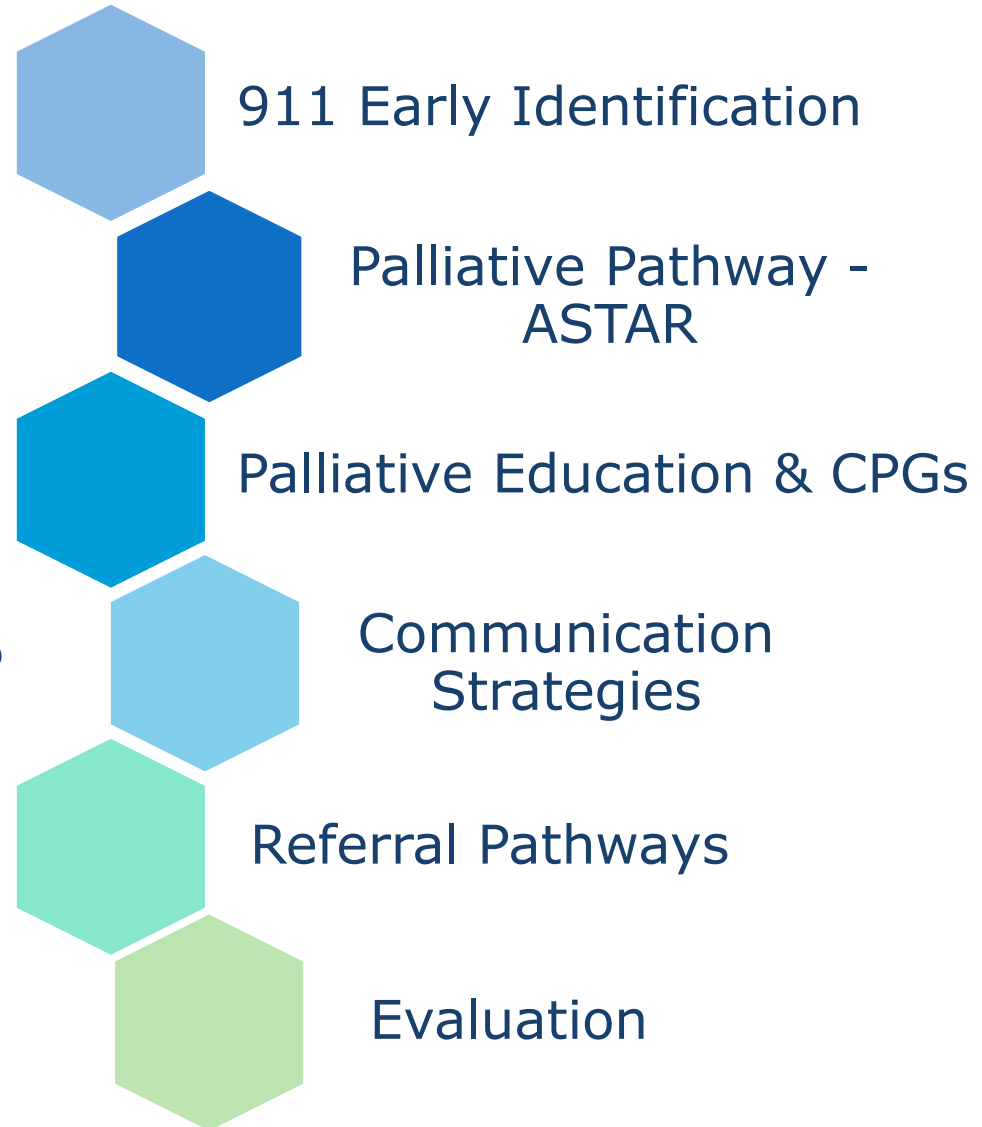 911 Early Identification
Palliative Pathway -
ASTAR
Palliative Education & CPGs
Communication
Strategies
Referral Pathways
Evaluation